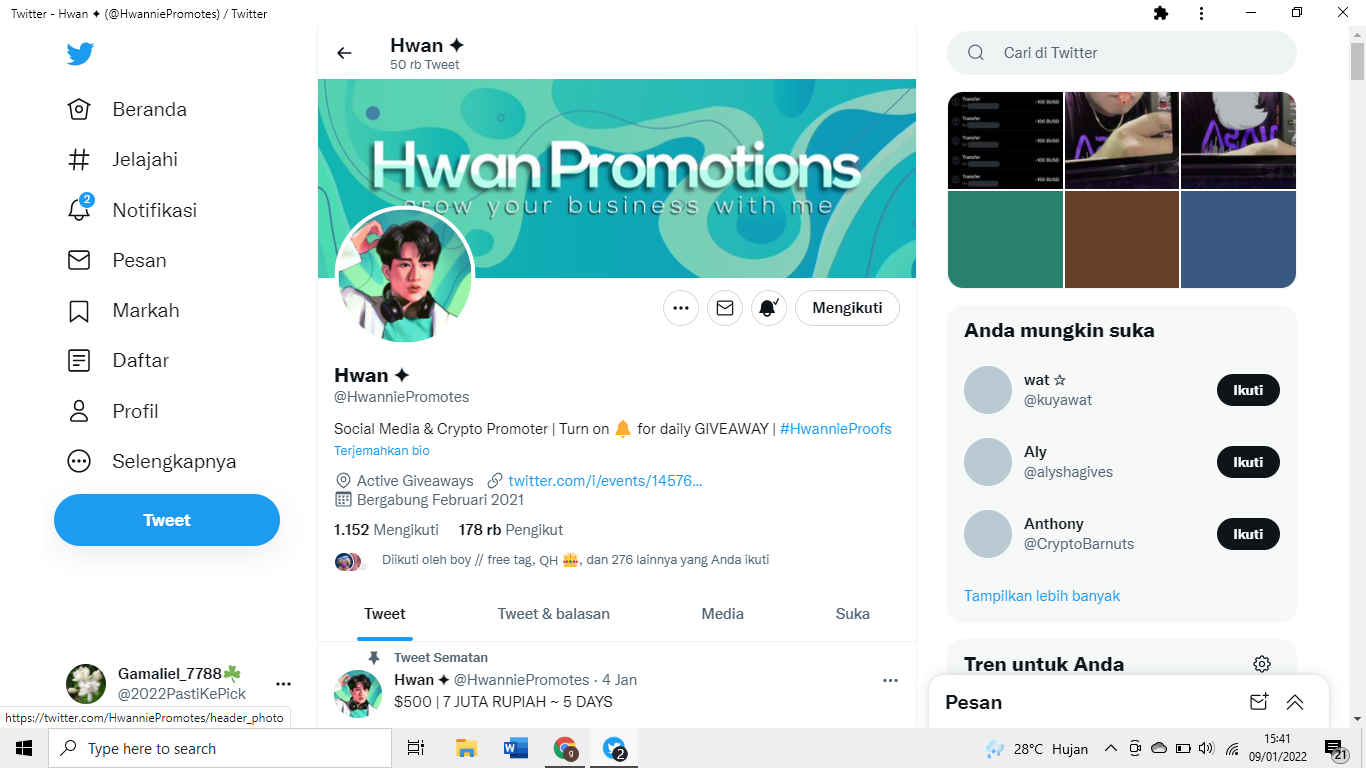 Twitter - Hwan ✦ (@HwanniePromotes) / Twitter
Beranda
Jelajahi
2
Notifikasi
Pesan
Markah
Daftar
Profil
Selengkapnya
Tweet
Gamaliel_7788☘️
@2022PastiKePick
https://twitter.com/HwanniePromotes/header_photo
Hwan ✦
50 rb Tweet
Hwan Promotions
grow your business with me
Mengikuti
Hwan ✦
@HwanniePromotes
Social Media & Crypto Promoter | Turn on 🔔 for daily GIVEAWAY | #HwannieProofs
Terjemahkan bio
Active Giveaways twitter.com/i/events/14576...
Bergabung Februari 2021
1.152 Mengikuti 178 rb Pengikut
Diikuti oleh boy // free tag, QH 👑, dan 276 lainnya yang Anda ikuti
Tweet Tweet & balasan Media Suka
Tweet Sematan
Hwan ✦ @HwanniePromotes · 4 Jan
$500 | 7 JUTA RUPIAH ~ 5 DAYS
Cari di Twitter
Transfer
-100 BUSD
Transfer
-100 BUSD
Transfer
-100 BUSD
Transfer
-100 BUSD
Transfer
Anda mungkin suka
wat ☆
@kuyawat
Ikuti
Aly
@alyshagives
Ikuti
Anthony
@CryptoBarnuts
Ikuti
Tampilkan lebih banyak
Tren untuk Anda
Pesan
Type here to search
2
28°C Hujan
15:41
09/01/2022
21